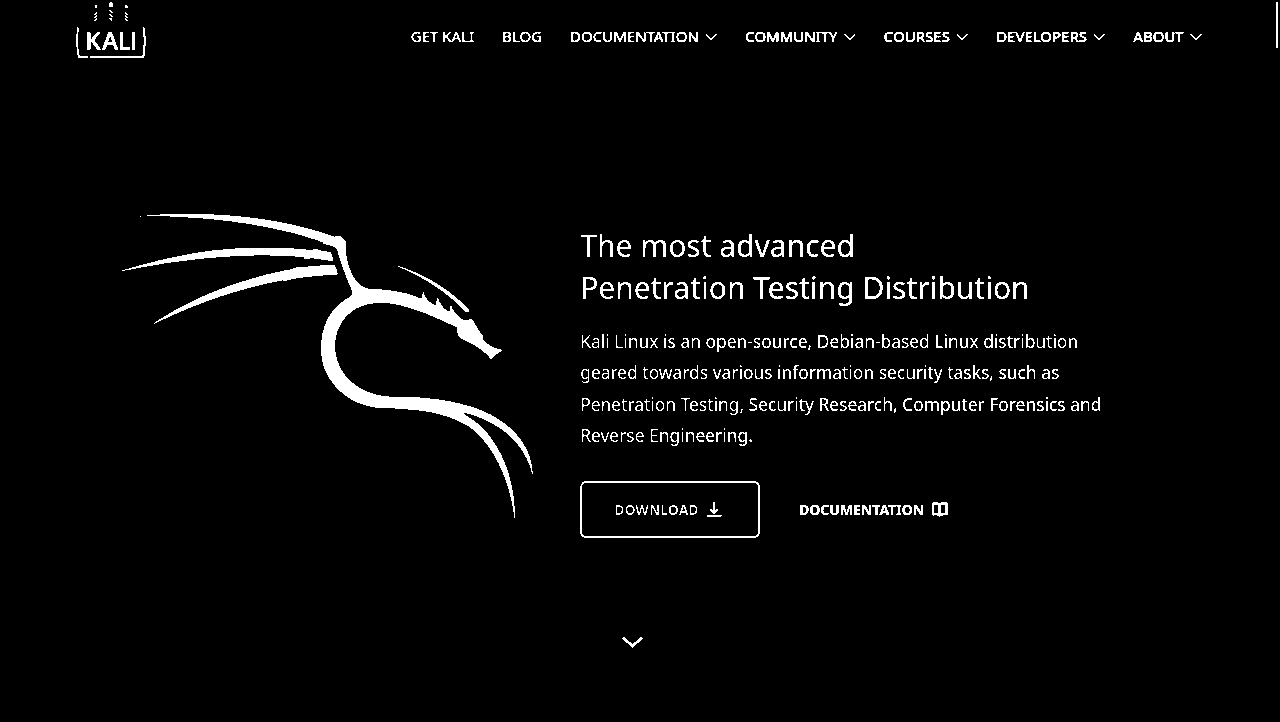 KALI
GET KALI BLOG DOCUMENTATION COMMUNITY COURSES DEVELOPERS ABOUT
The most advanced
Penetration Testing Distribution
Kali Linux is an open-source, Debian-based Linux distribution
geared towards various information security tasks, such as
Penetration Testing, Security Research, Computer Forensics and
Reverse Engineering.
DOWNLOAD DOCUMENTATION